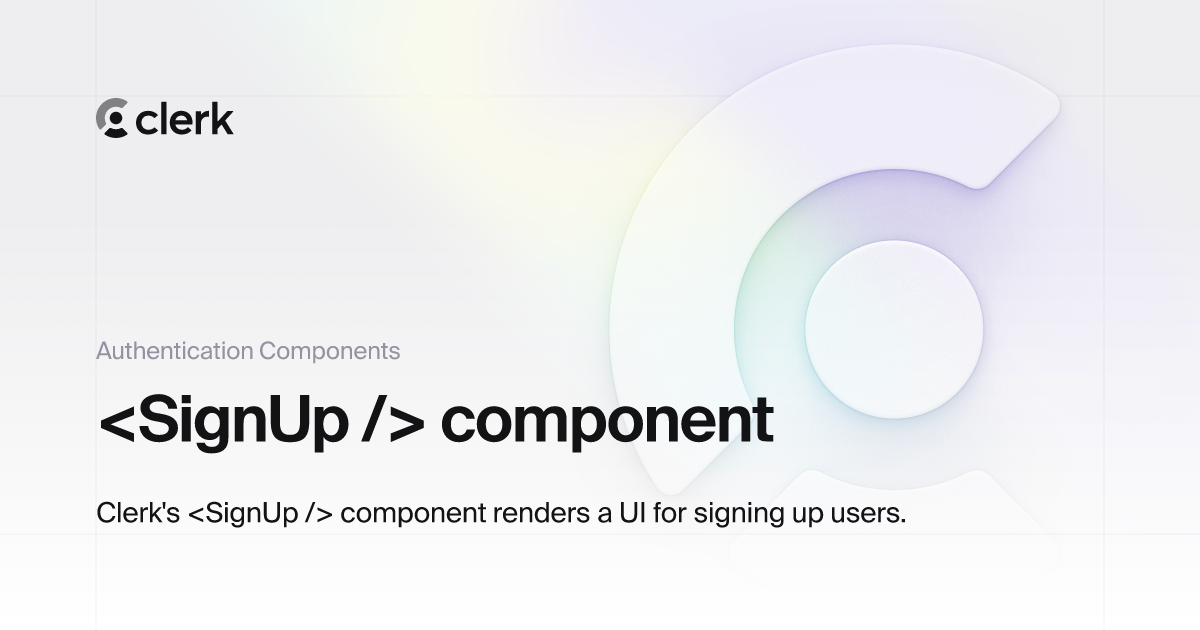 clerk
Authentication Components
<SignUp /> component
Clerk's <SignUp /> component renders a UI for signing up users.